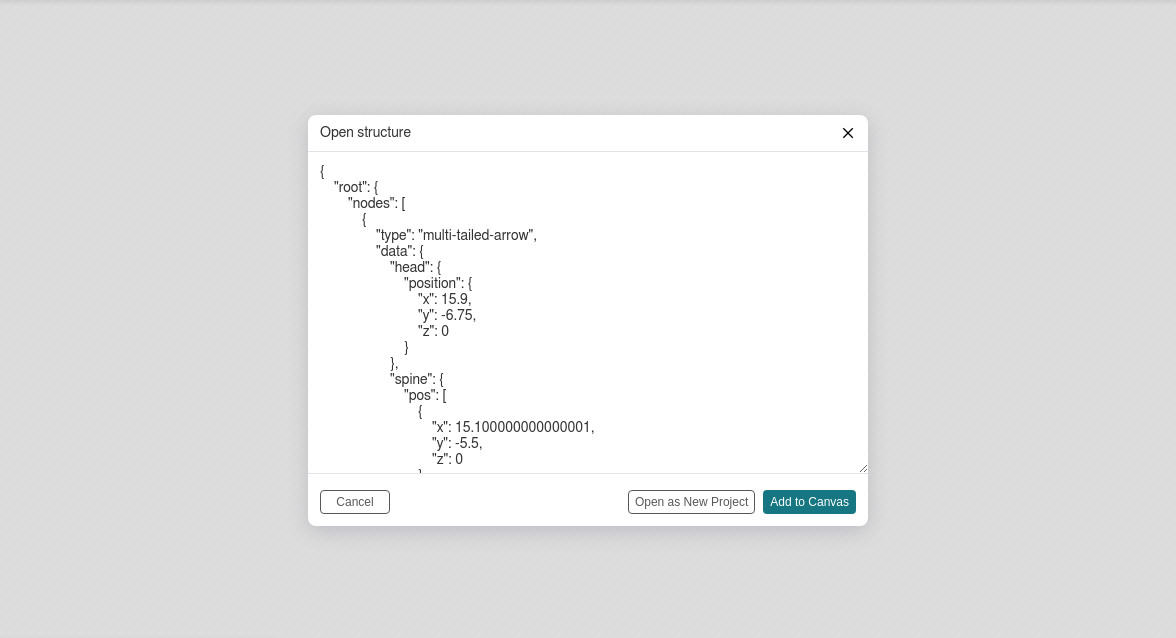 Open structure
{
"root": {
"nodes": [
{
"type": "multi-tailed-arrow",
"data": {
"head": {
"position": {
"x": 15.9,
"y": -6.75,
"z": 0
}
},
"spine": {
"pos": [
{
"x": 15.100000000000001,
"y": -5.5,
"z": 0
}
Cancel
Open as New Project
Add to Canvas